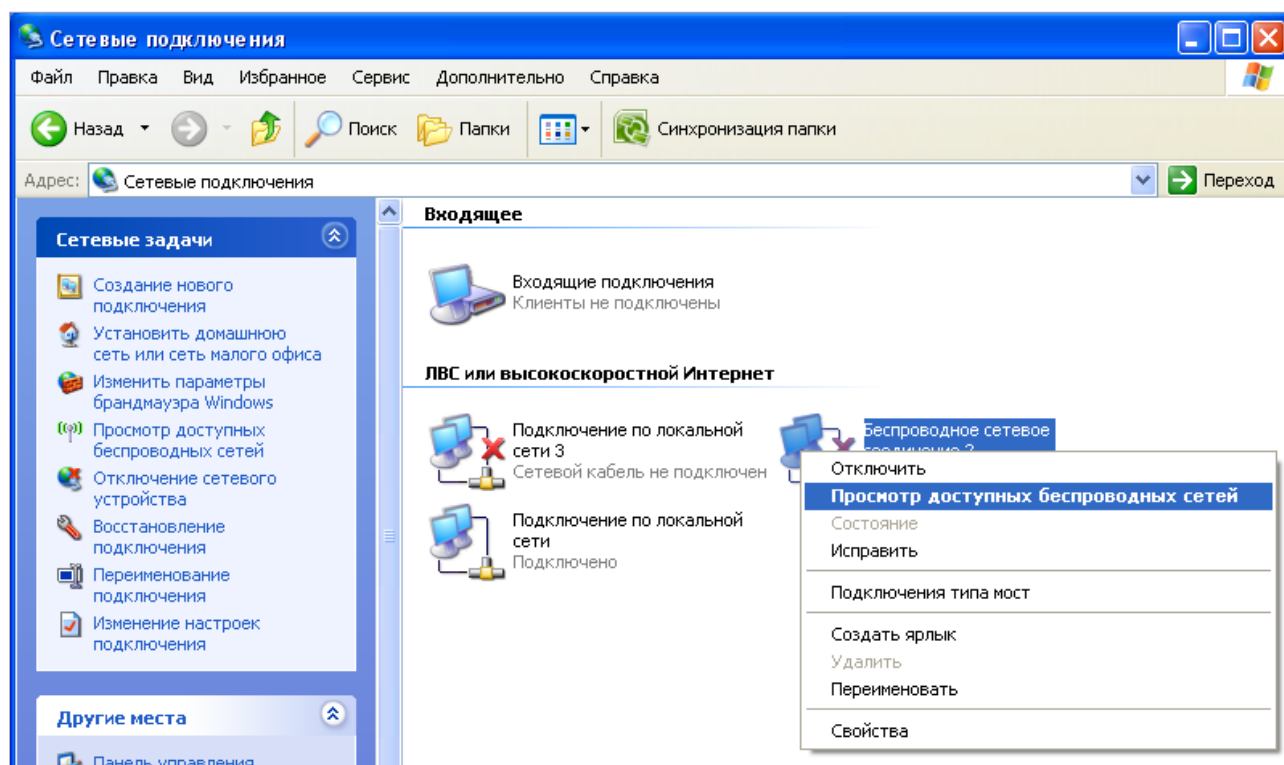 Сетевые подключения
Файл Правка Вид Избранное Сервис Дополнительно Справка
Назад Поиск Папки Синхронизация папки
Адрес: Сетевые подключения Переход
Сетевые задачи
Создание нового
подключения
Установить домашнюю
сеть или сеть малого офиса
Изменить параметры
брандмауэра Windows
Просмотр доступных
беспроводных сетей
Отключение сетевого
устройства
Восстановление
подключения
Переименование
подключения
Изменение настроек
подключения
Другие места
Панель управления
Входящее
Входящие подключения
Клиенты не подключены
ЛВС или высокоскоростной Интернет
Подключение по локальной
сети 3
Сетевой кабель не подключен
Подключение по локальной
сети
Подключено
Беспроводное сетевое
соединение 2
Отключить
Просмотр доступных беспроводных сетей
Состояние
Исправить
Подключения типа мост
Создать ярлык
Удалить
Переименовать
Свойства